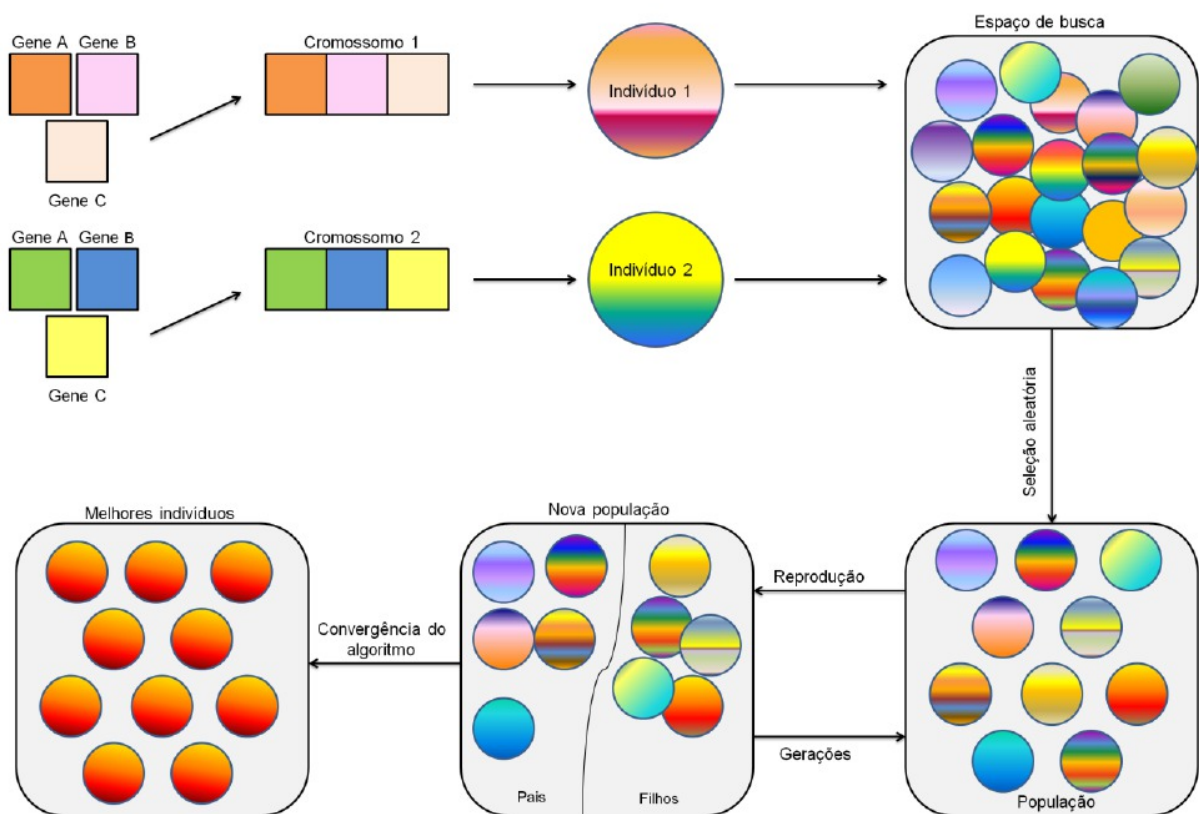 Espaço de busca
Gene A
Gene B
Cromossomo 1
Indivíduo 1
Gene C
Gene A
Gene B
Cromossomo 2
Indivíduo 2
Gene C
Seleção aleatória
Melhores indivíduos
Nova população
Reprodução
Convergência do
algoritmo
Gerações
Pais
Filhos
População